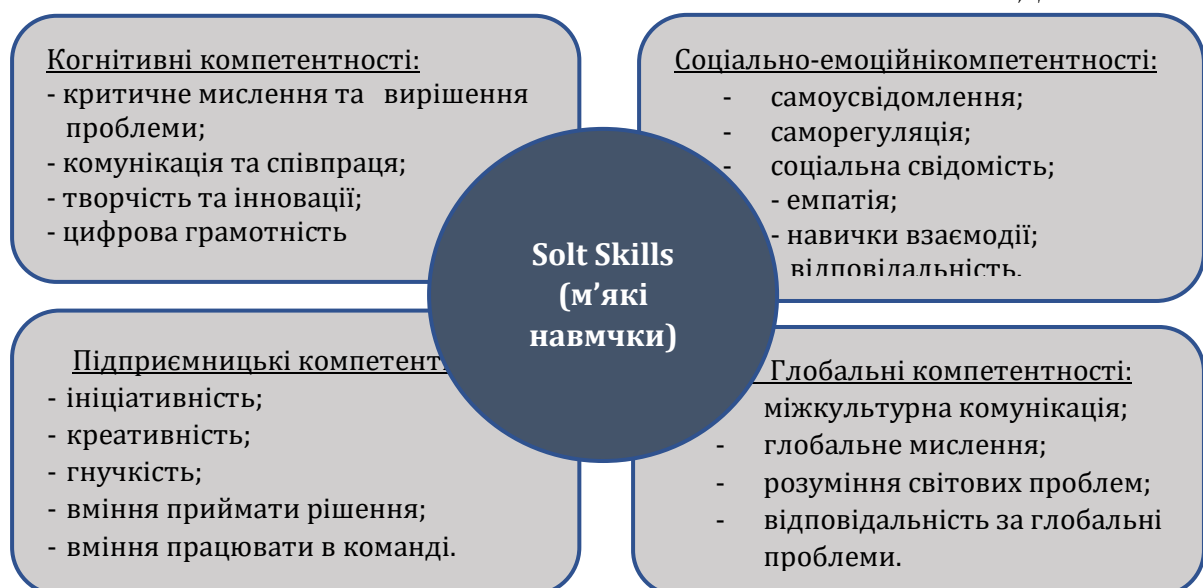 Когнітивні компетентності:
- критичне мислення та вирішення
проблеми;
- комунікація та співпраця;
- творчість та інновації;
- цифрова грамотність
Соціально-емоційнікомпетентності:
- самоусвідомлення;
- саморегуляція;
- соціальна свідомість;
- емпатія;
- навички взаємодії;
відповідальність.
Solt Skills
(м’які
навмчки)
Підприємницькі компетент
- ініціативність;
- креативність;
- гнучкість;
- вміння приймати рішення;
- вміння працювати в команді.
Глобальні компетентності:
міжкультурна комунікація;
- глобальне мислення;
- розуміння світових проблем;
- відповідальність за глобальні
проблеми.